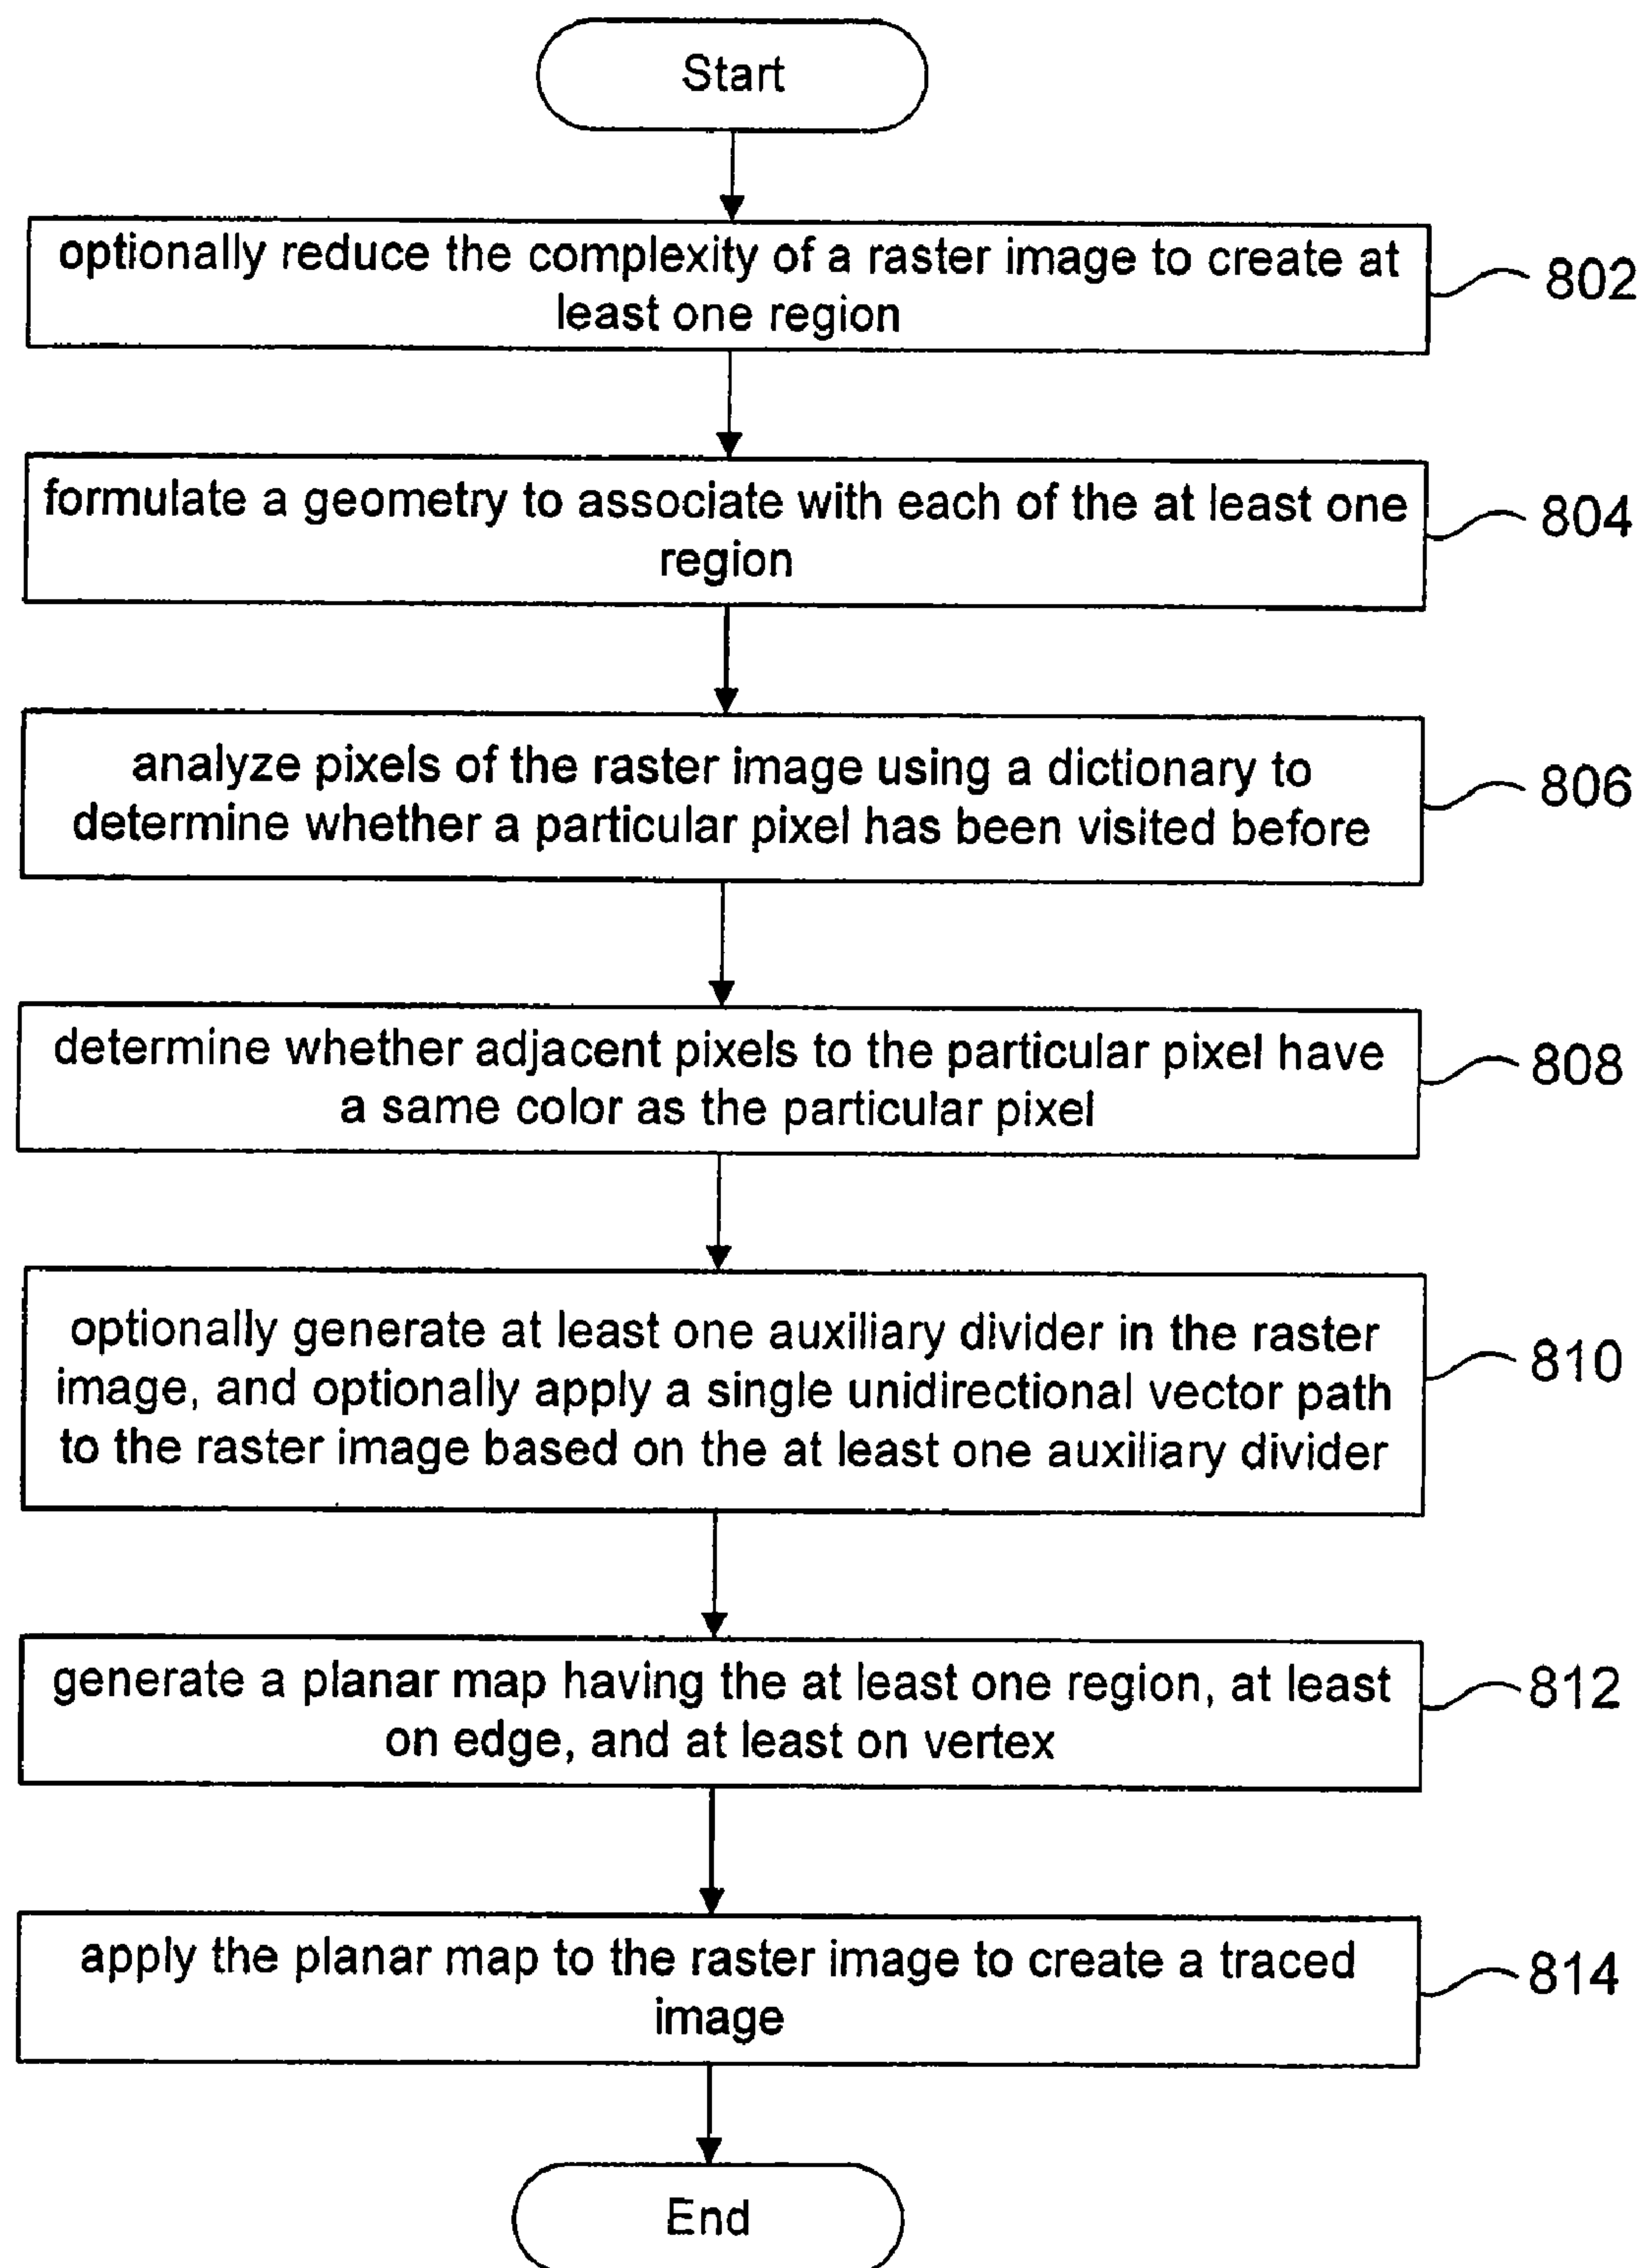 Start
optionally reduce the complexity of a raster image to create at
least one region
802
formulate a geometry to associate with each of the at least one
region
804
analyze pixels of the raster image using a dictionary to
determine whether a particular pixel has been visited before
806
determine whether adjacent pixels to the particular pixel have
a same color as the particular pixel
808
optionally generate at least one auxiliary divider in the raster
image, and optionally apply a single unidirectional vector path
to the raster image based on the at least one auxiliary divider
810
generate a planar map having the at least one region, at least
on edge, and at least on vertex
812
apply the planar map to the raster image to create a traced
image
814
End